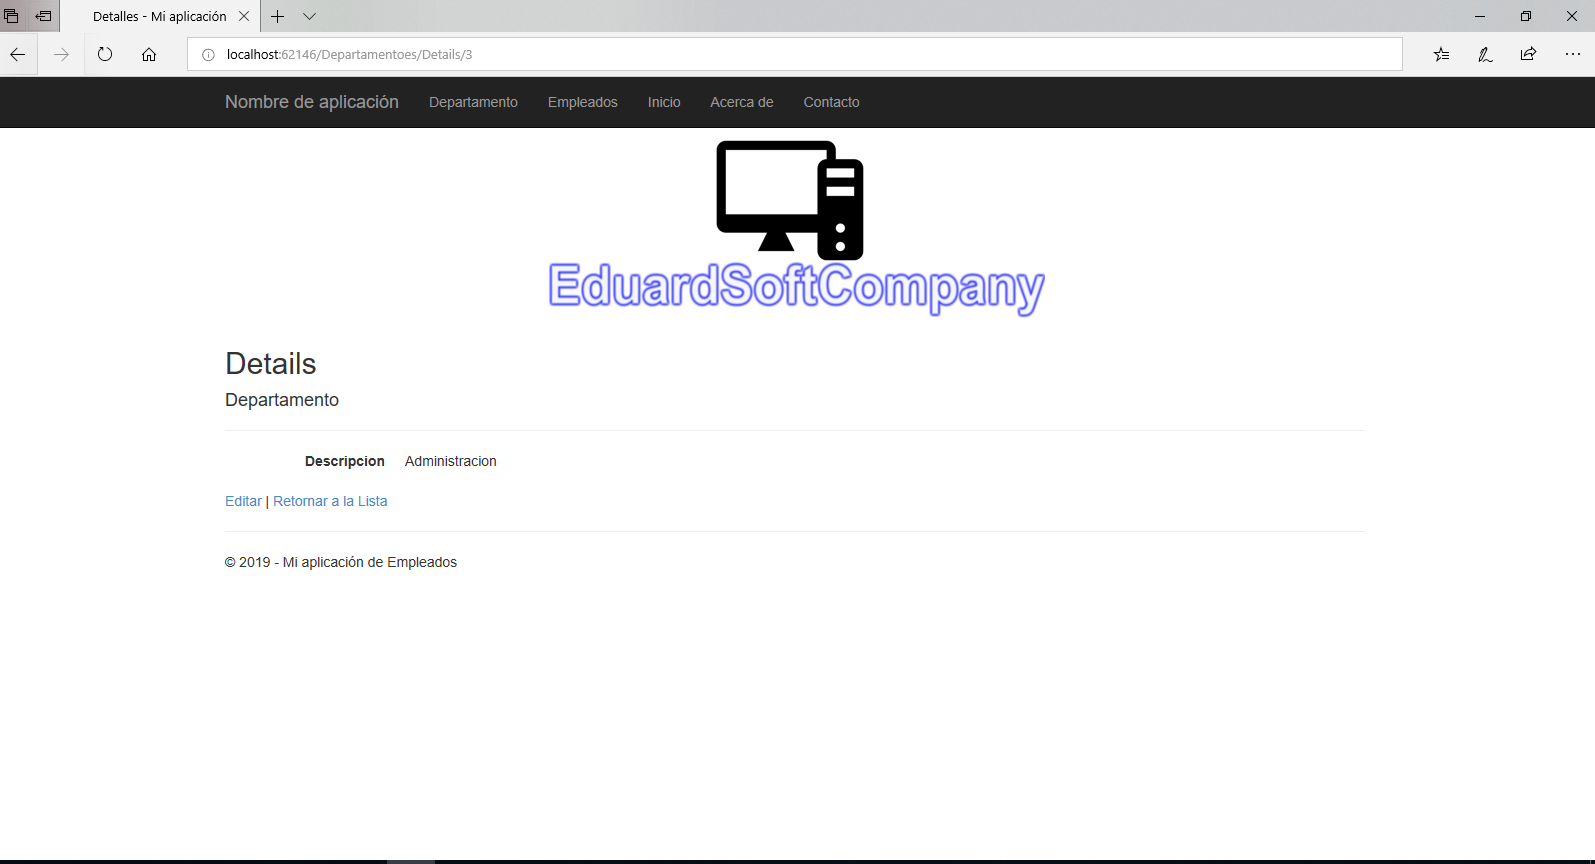 Detalles - Mi aplicación
localhost:62146/Departamentoes/Details/3
Nombre de aplicación Departamento Empleados Inicio Acerca de Contacto
EduardSoftCompany
Details
Departamento
Descripcion Administracion
Editar | Retornar a la Lista
© 2019 - Mi aplicación de Empleados